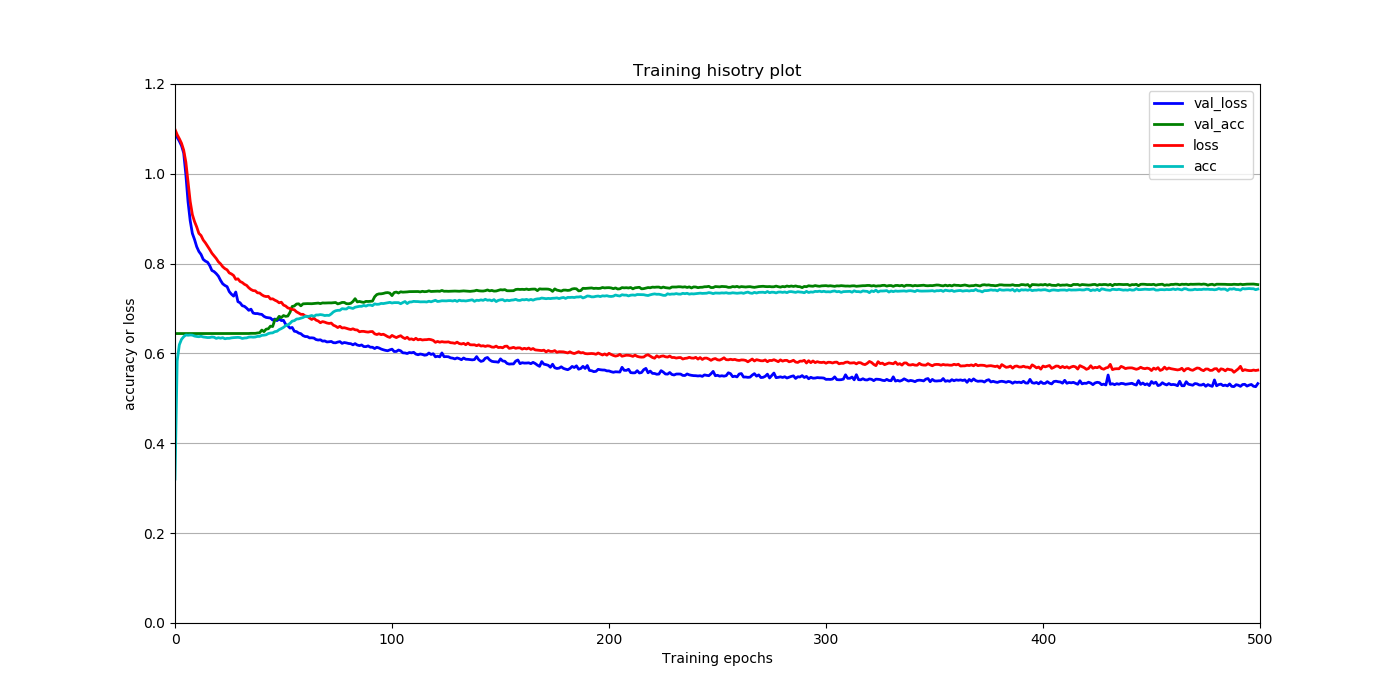 Training hisotry plot
1.2
1.0
0.8
0.6
0.4
0.2
0.0
accuracy or loss
val_loss
val_acc
loss
acc
0 100 200 300 400 500
Training epochs